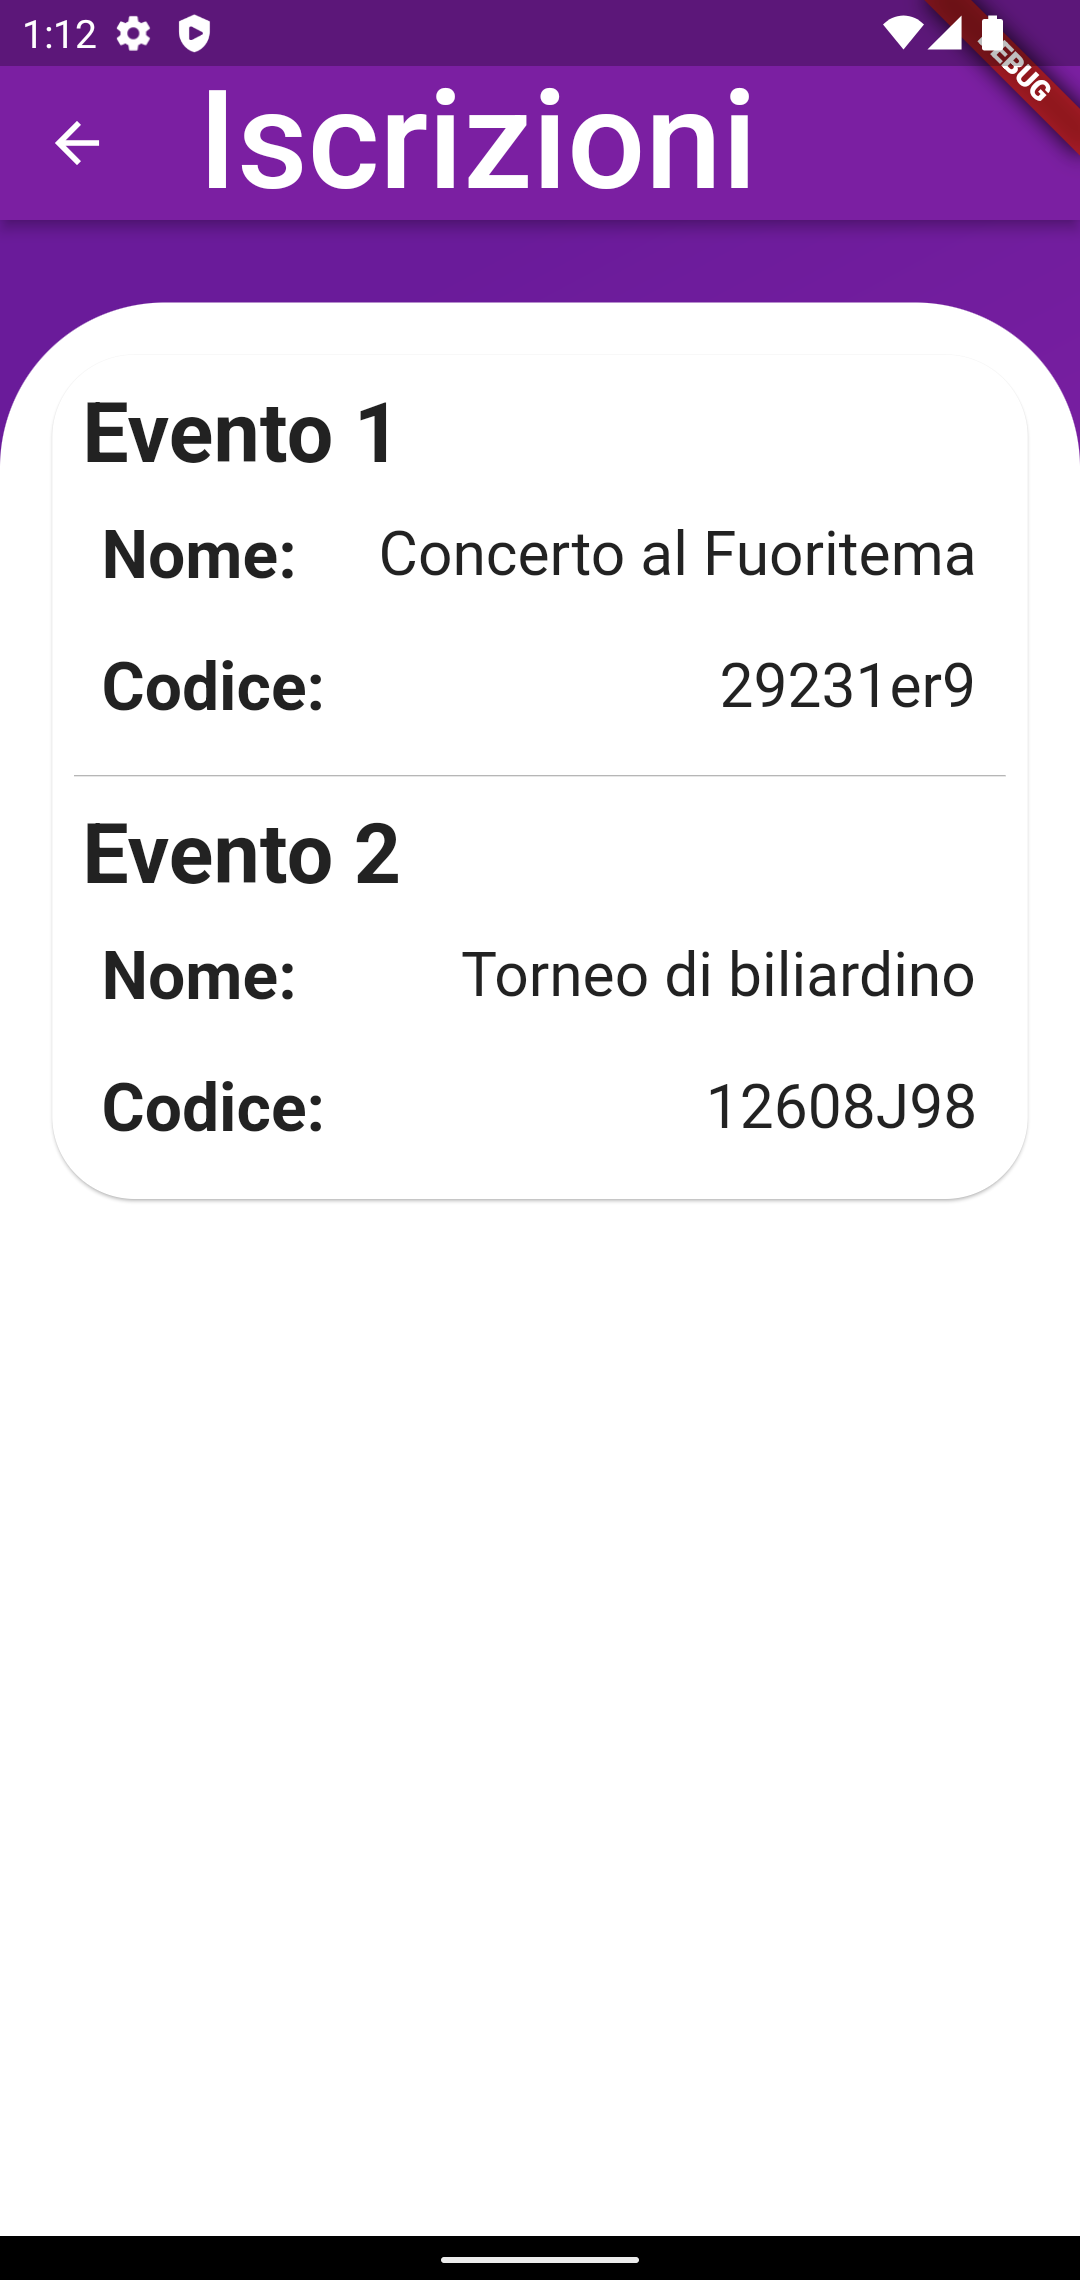 1:12
DEBUG
Iscrizioni
Evento 1
Nome: Concerto al Fuoritema
Codice: 29231er9
Evento 2
Nome: Torneo di biliardino
Codice: 12608J98